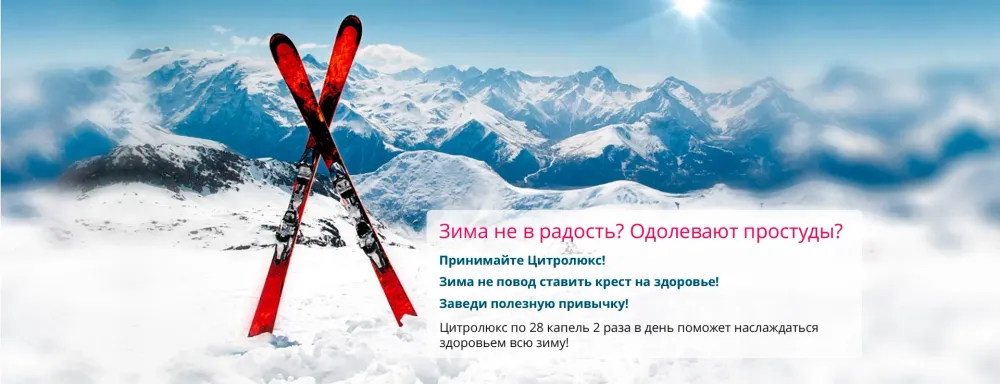 Зима не в радость? Одолевают простуды?
Принимайте Цитролюкс!
Зима не повод ставить крест на здоровье!
Заведи полезную привычку!
Цитролюкс по 28 капель 2 раза в день поможет наслаждаться
здоровьем всю зиму!